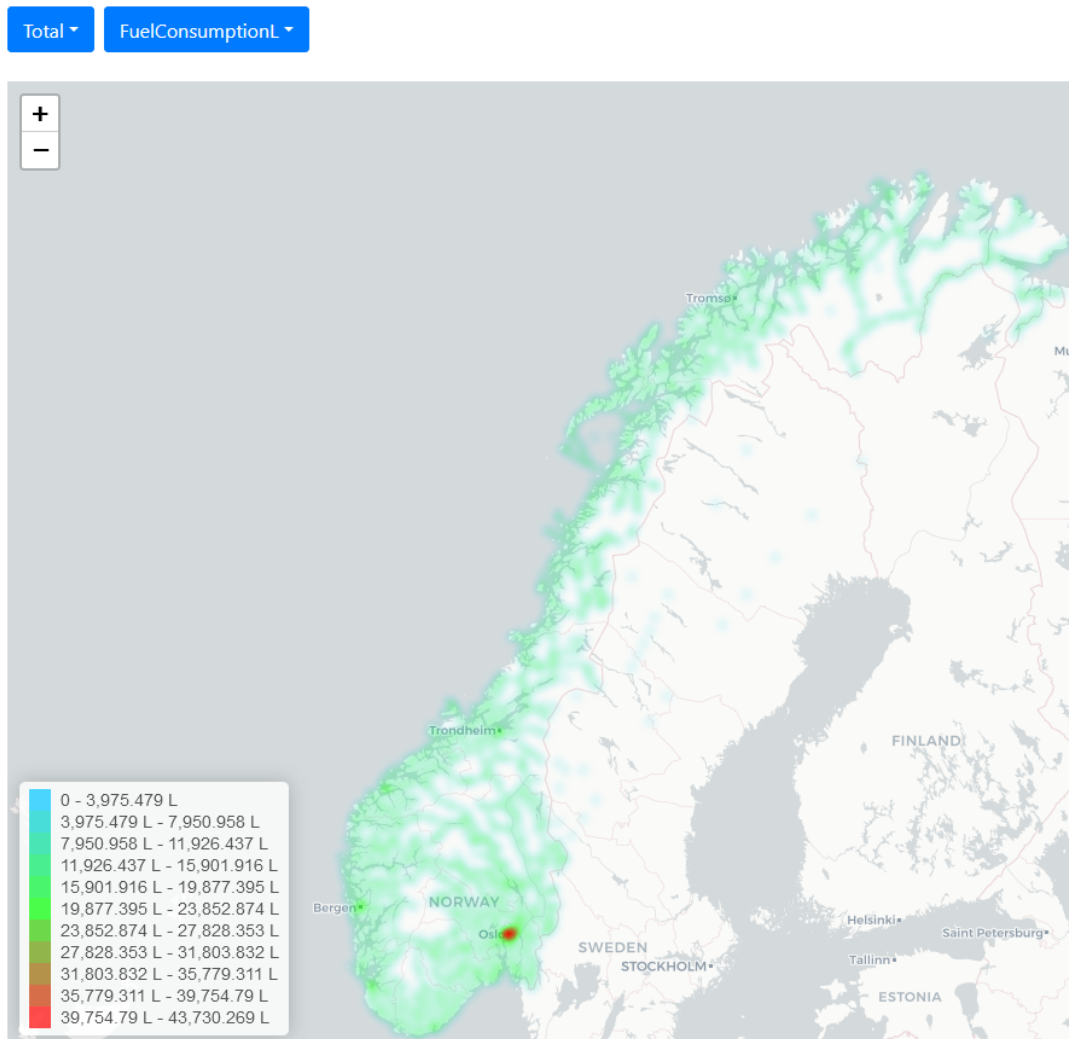 Total
FuelConsumptionL
+
−
Tromsø
Trondheim
FINLAND
Bergen
NORWAY
Helsinki
Saint Petersburg
SWEDEN
STOCKHOLM
Tallinn
ESTONIA
0 - 3,975.479 L
3,975.479 L - 7,950.958 L
7,950.958 L - 11,926.437 L
11,926.437 L - 15,901.916 L
15,901.916 L - 19,877.395 L
19,877.395 L - 23,852.874 L
23,852.874 L - 27,828.353 L
27,828.353 L - 31,803.832 L
31,803.832 L - 35,779.311 L
35,779.311 L - 39,754.79 L
39,754.79 L - 43,730.269 L